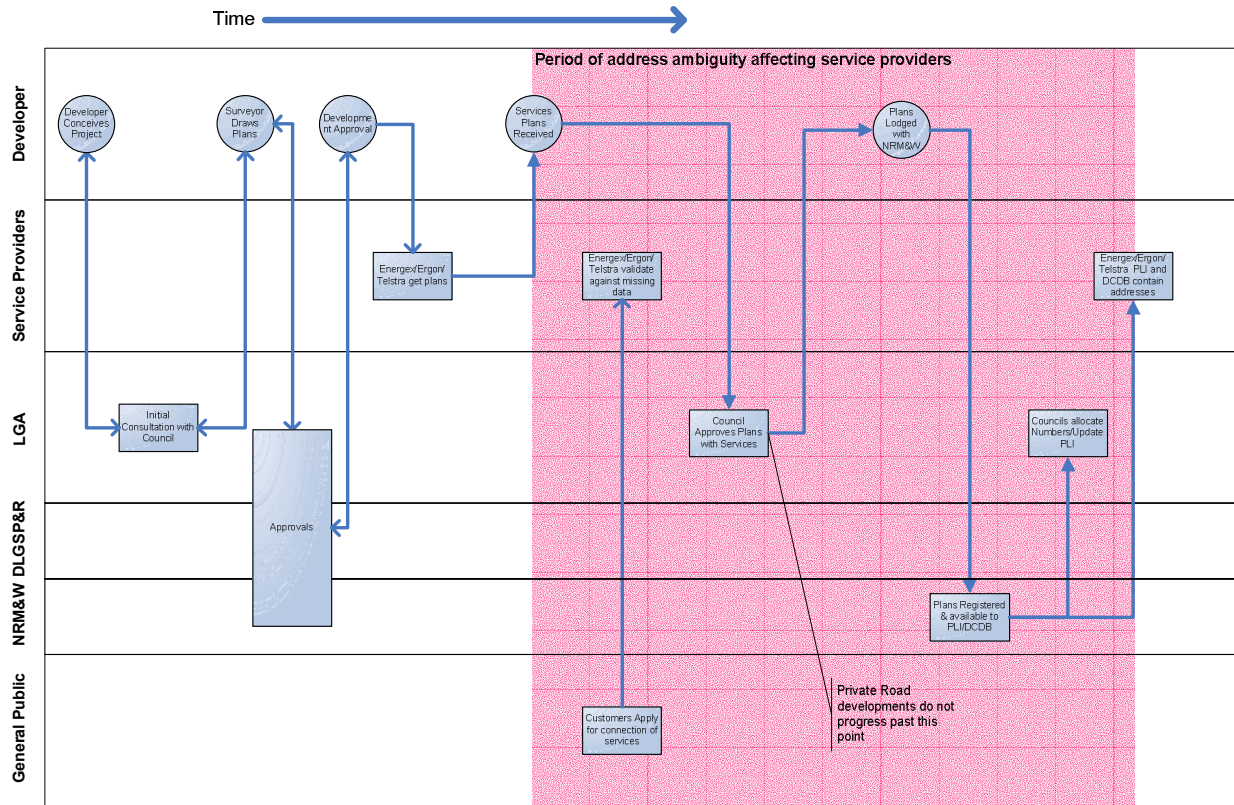 Time
Period of address ambiguity affecting service providers
Developer
Developer
Conceives
Project
Surveyor
Draws
Plans
Developme
nt Approval
Services
Plans
Received
Plans
Lodged
with
NRM&W
Service Providers
Energex/Ergon/
Telstra get plans
Energex/Ergon/
Telstra validate
against missing
data
Energex/Ergon/
Telstra PLI and
DCDB contain
addresses
LGA
Initial
Consultation with
Council
Council
Approves Plans
with Services
Councils allocate
Numbers/Update
PLI
DLGSP&R
Approvals
NRM&W
Plans Registered
& available to
PLI/DCDB
General Public
Customers Apply
for connection of
services
Private Road
developments do not
progress past this
point